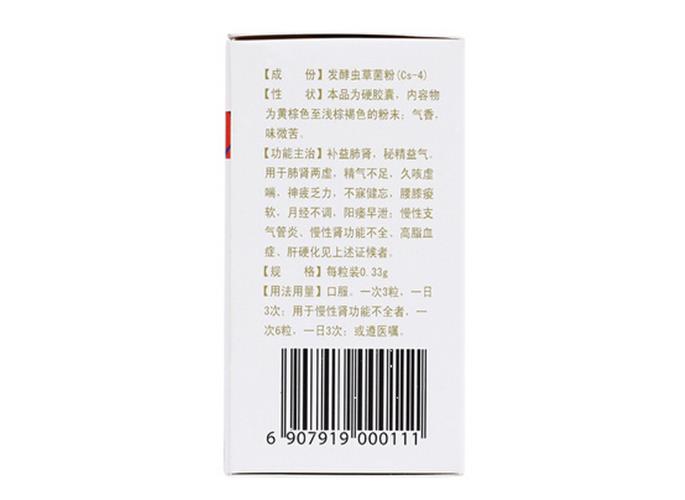 【成　份】发酵虫草菌粉(Cs-4)
【性　状】本品为硬胶囊，内容物
为黄棕色至浅棕褐色的粉末；气香，
味微苦。
【功能主治】补益肺肾，秘精益气。
用于肺肾两虚，精气不足，久咳虚
喘，神疲乏力，不寐健忘，腰膝痠
软，月经不调，阳痿早泄；慢性支
气管炎、慢性肾功能不全、高脂血
症、肝硬化见上述证候者。
【规　格】每粒装0.33g
【用法用量】口服。一次3粒，一日
3次；用于慢性肾功能不全者，一
次6粒，一日3次；或遵医嘱。
6 907919 000111